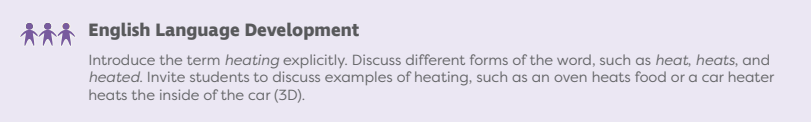 English Language Development
Introduce the term heating explicitly. Discuss different forms of the word, such as heat, heats, and
heated. Invite students to discuss examples of heating, such as an oven heats food or a car heater
heats the inside of the car (3D).